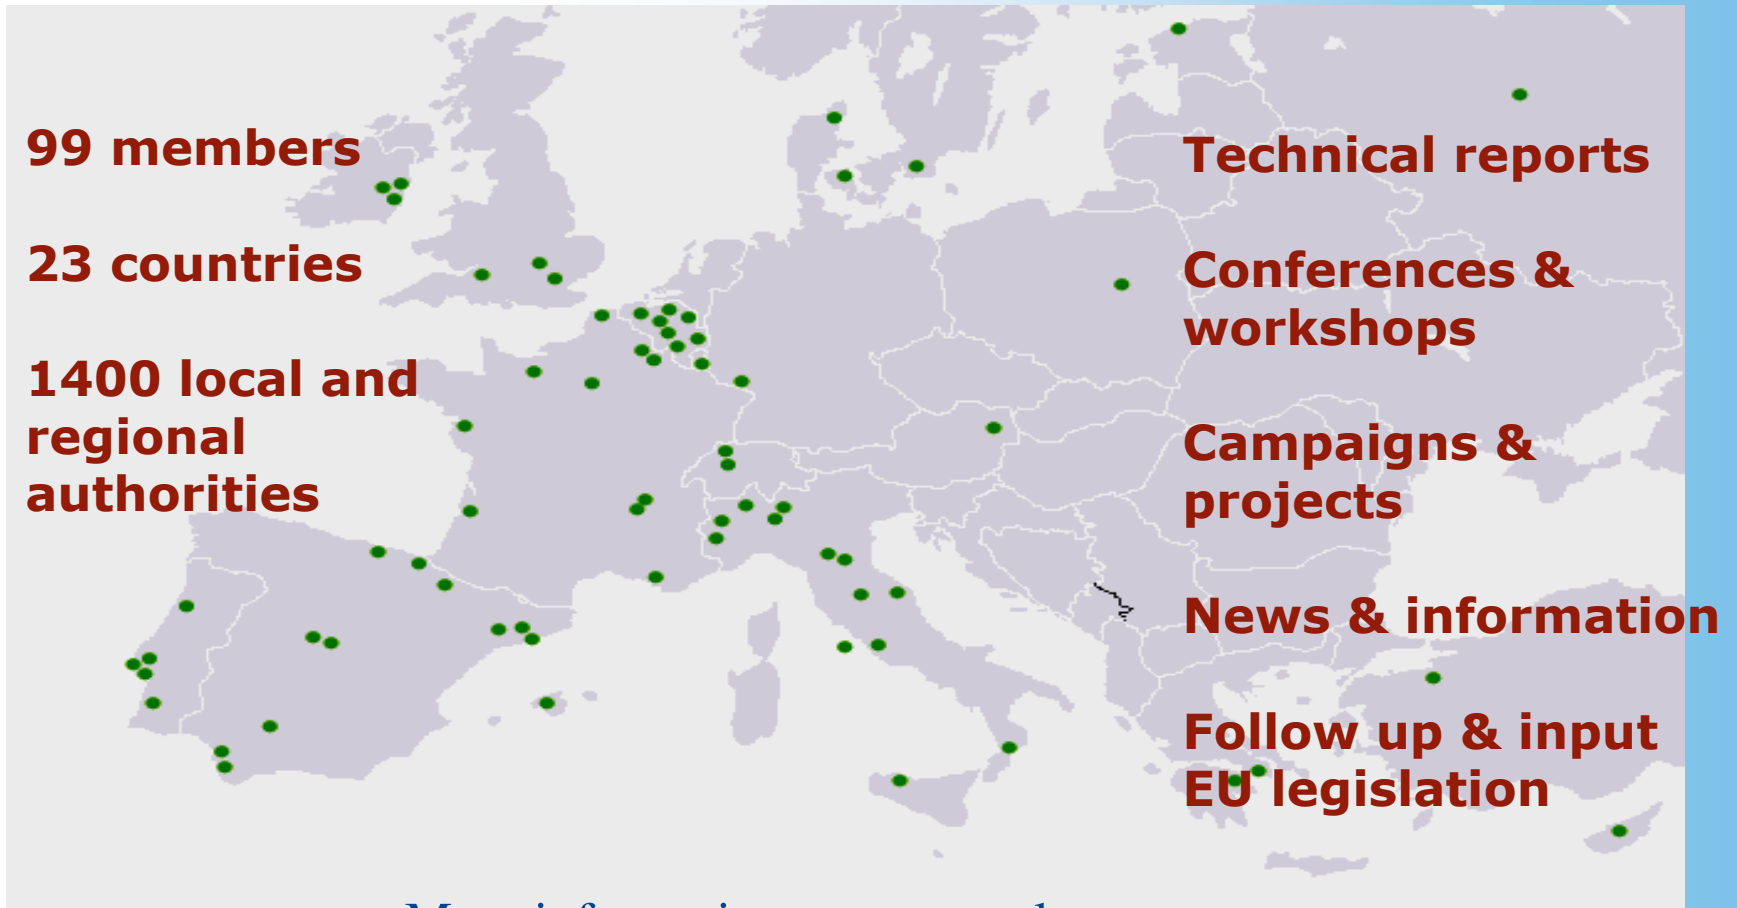 99 members
23 countries
1400 local and
regional
authorities
Technical reports
Conferences &
workshops
Campaigns &
projects
News & information
Follow up & input
EU legislation